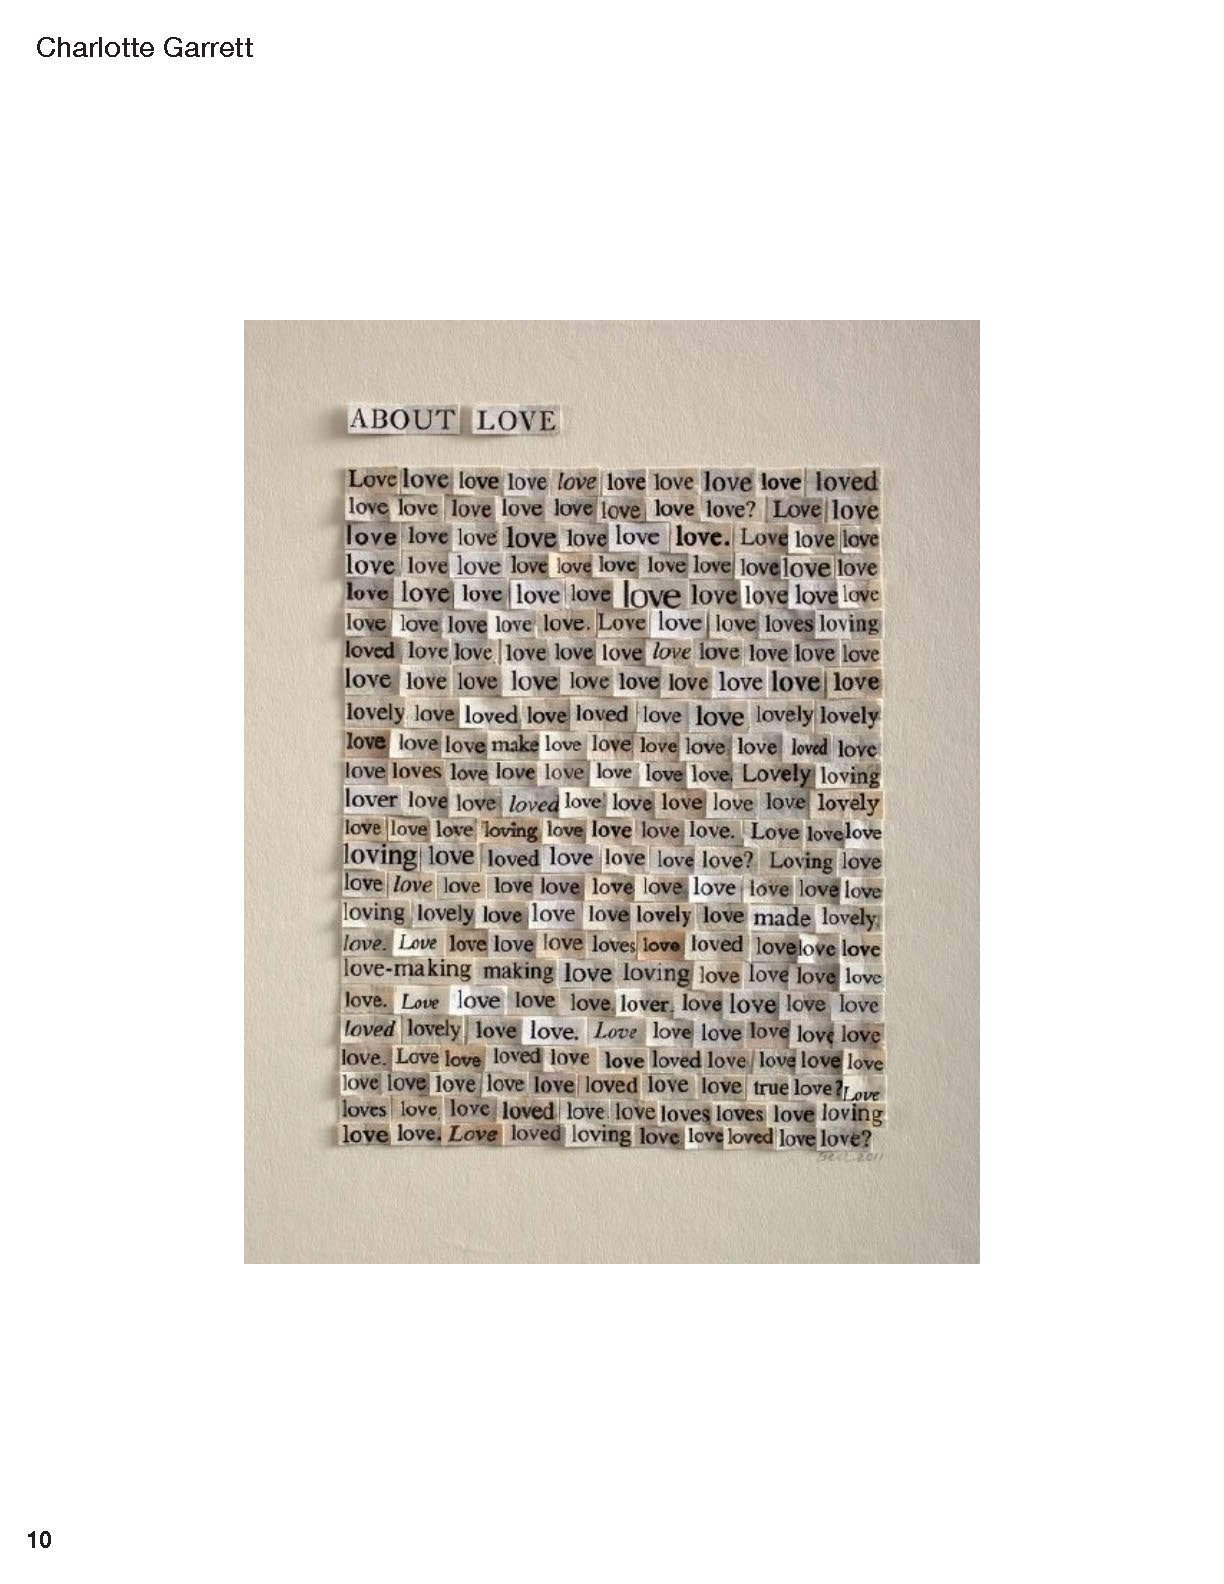 Charlotte Garrett
ABOUT LOVE
Love love love love love love love love love loved
love love love love love love love love? Love love
love love love love love love love. Love love love
love love love love love love love love love love love
love love love love love love love love love love
love love love love love. Love love love loves loving
loved love love love love love love love love love love
love love love love love love love love love love
lovely love loved love loved love love lovely lovely
love love love make love love love love love loved love
love loves love love love love love love. Lovely loving
lover love love loved love love love love love lovely
love love love loving love love love love. Love love love
loving love loved love love love love? Loving love
love love love love love love love love love love love
loving lovely love love love lovely love made lovely
love. Love love love love loves love loved love love love
love-making making love loving love love love love
love. Love love love love lover love love love love
loved lovely love love. Love love love love love love
love. Love love loved love love loved love love love love
love love love love love loved love love true love? Love
loves love love loved love love loves loves love loving
love love. Love loved loving love love loved love love?
2011
10